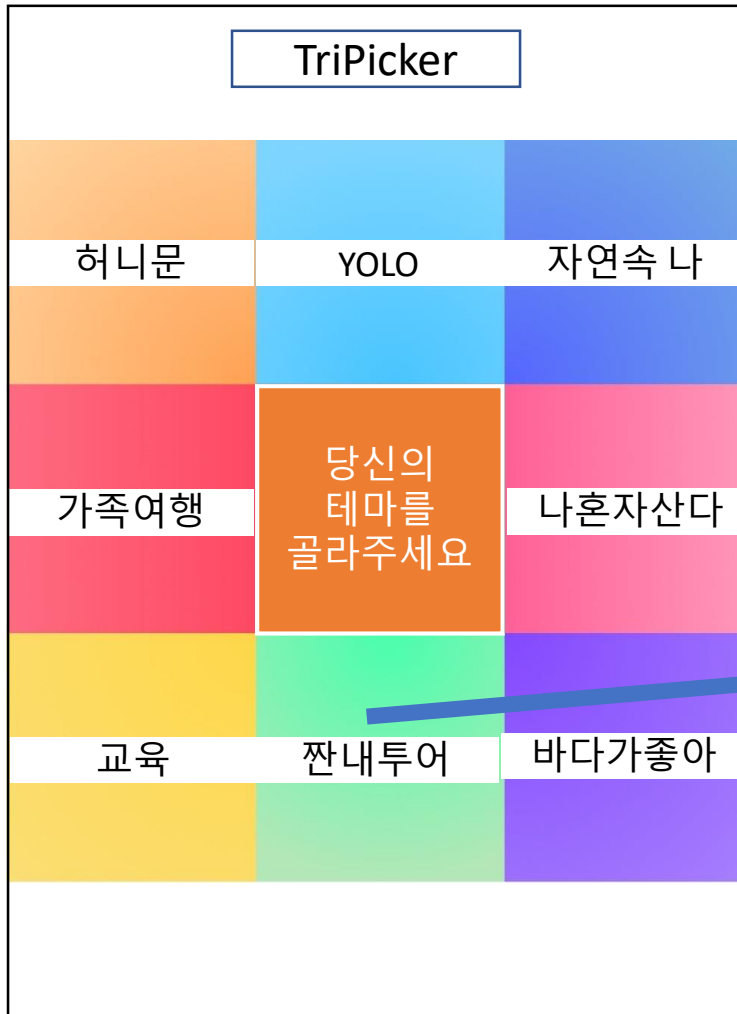 TriPicker
허니문
YOLO
자연속 나
가족여행
당신의
테마를
골라주세요
나혼자산다
교육
짠내투어
바다가좋아